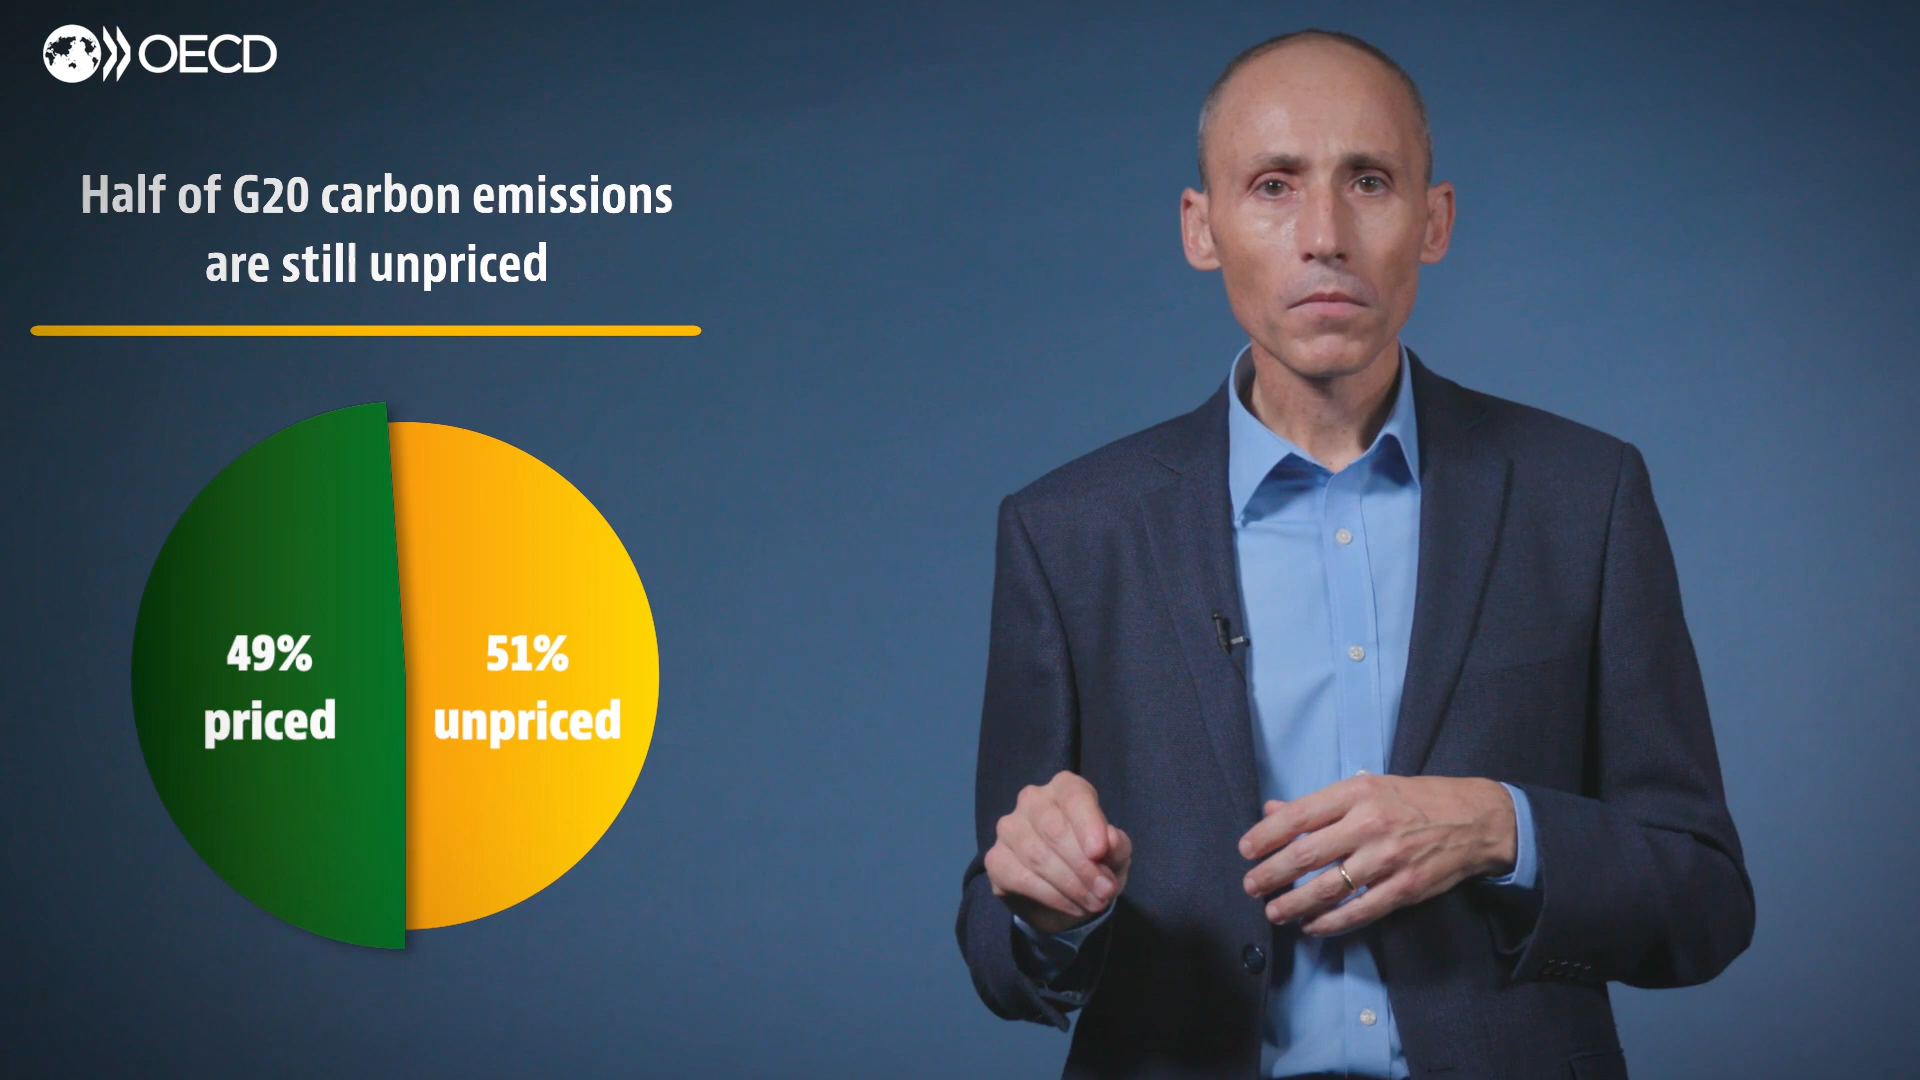 OECD
Half of G20 carbon emissions
are still unpriced
49%
priced
51%
unpriced